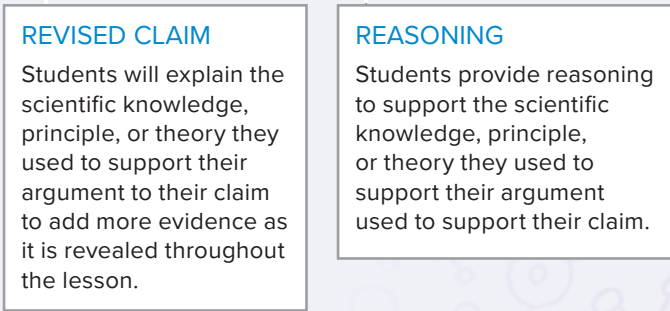 REVISED CLAIM
Students will explain the
scientific knowledge,
principle, or theory they
used to support their
argument to their claim
to add more evidence as
it is revealed throughout
the lesson.
REASONING
Students provide reasoning
to support the scientific
knowledge, principle,
or theory they used to
support their argument
used to support their claim.